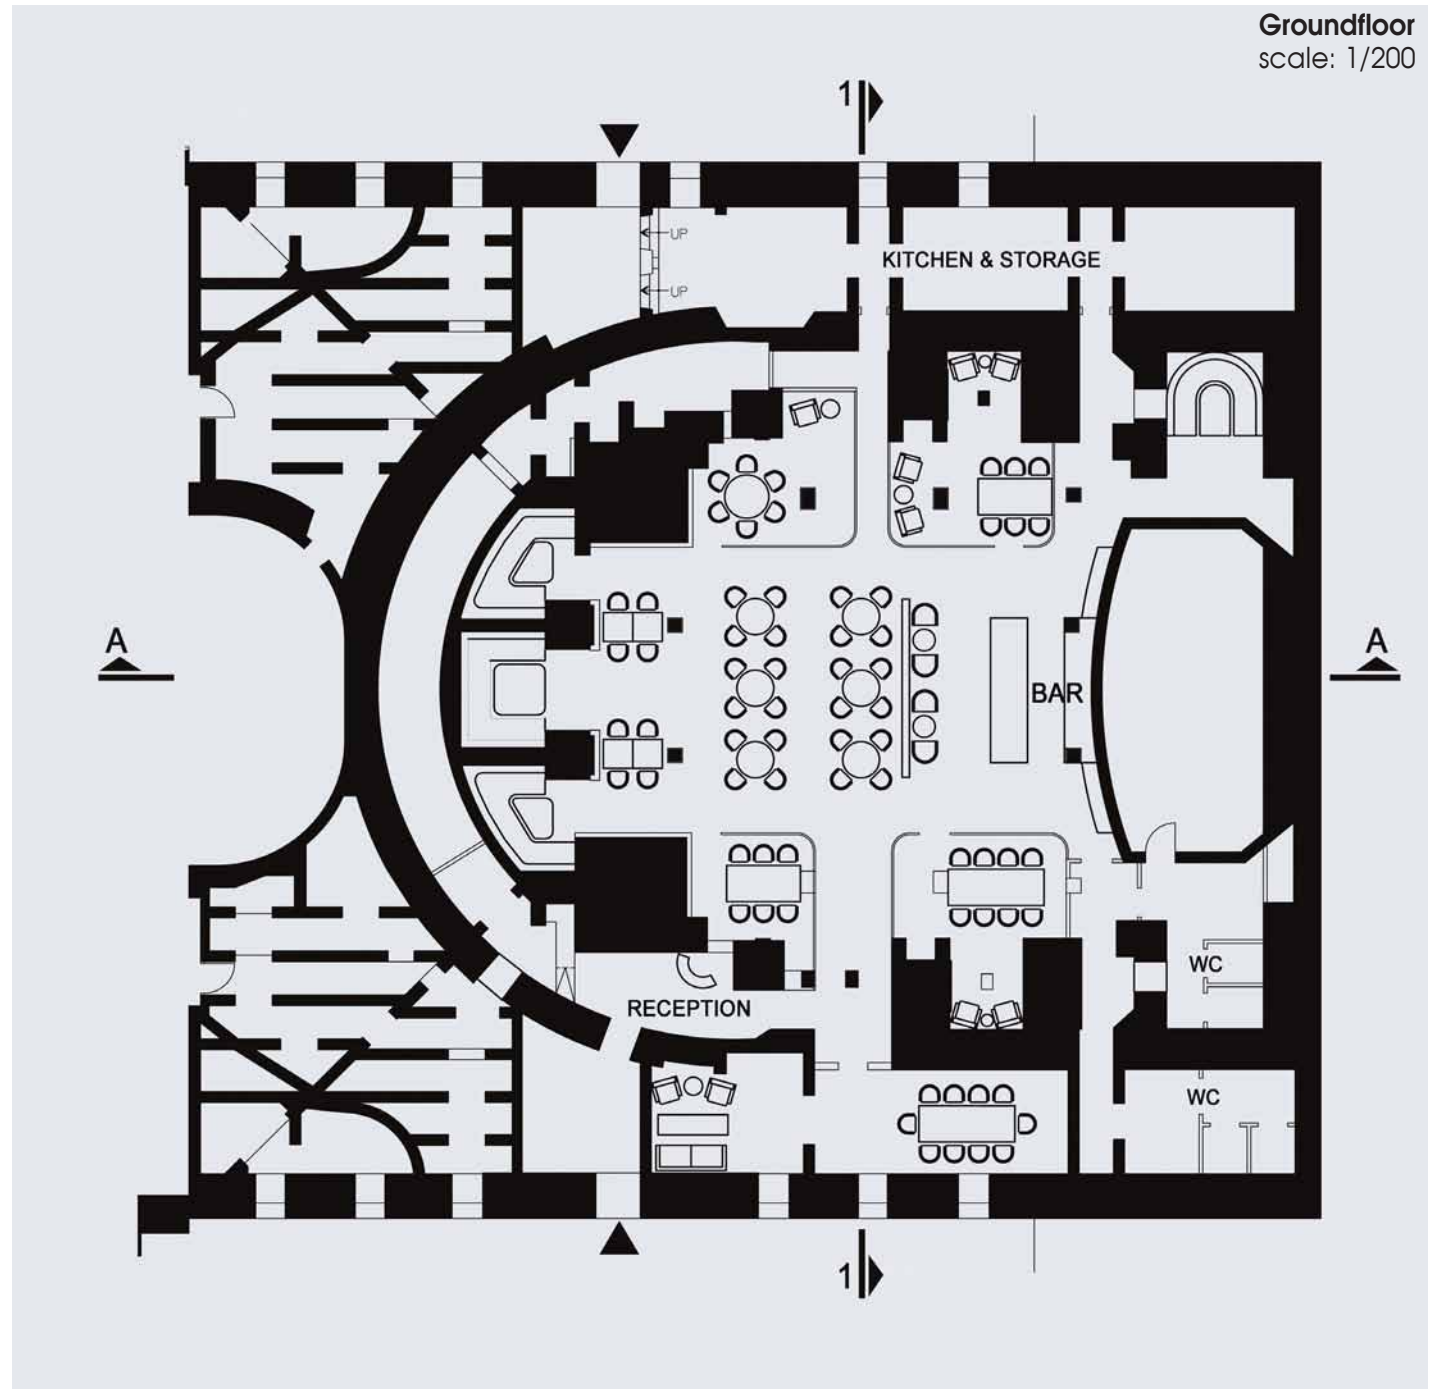 Groundfloor
scale: 1/200
1
UP
KITCHEN & STORAGE
UP
A
A
BAR
WC
RECEPTION
WC
1